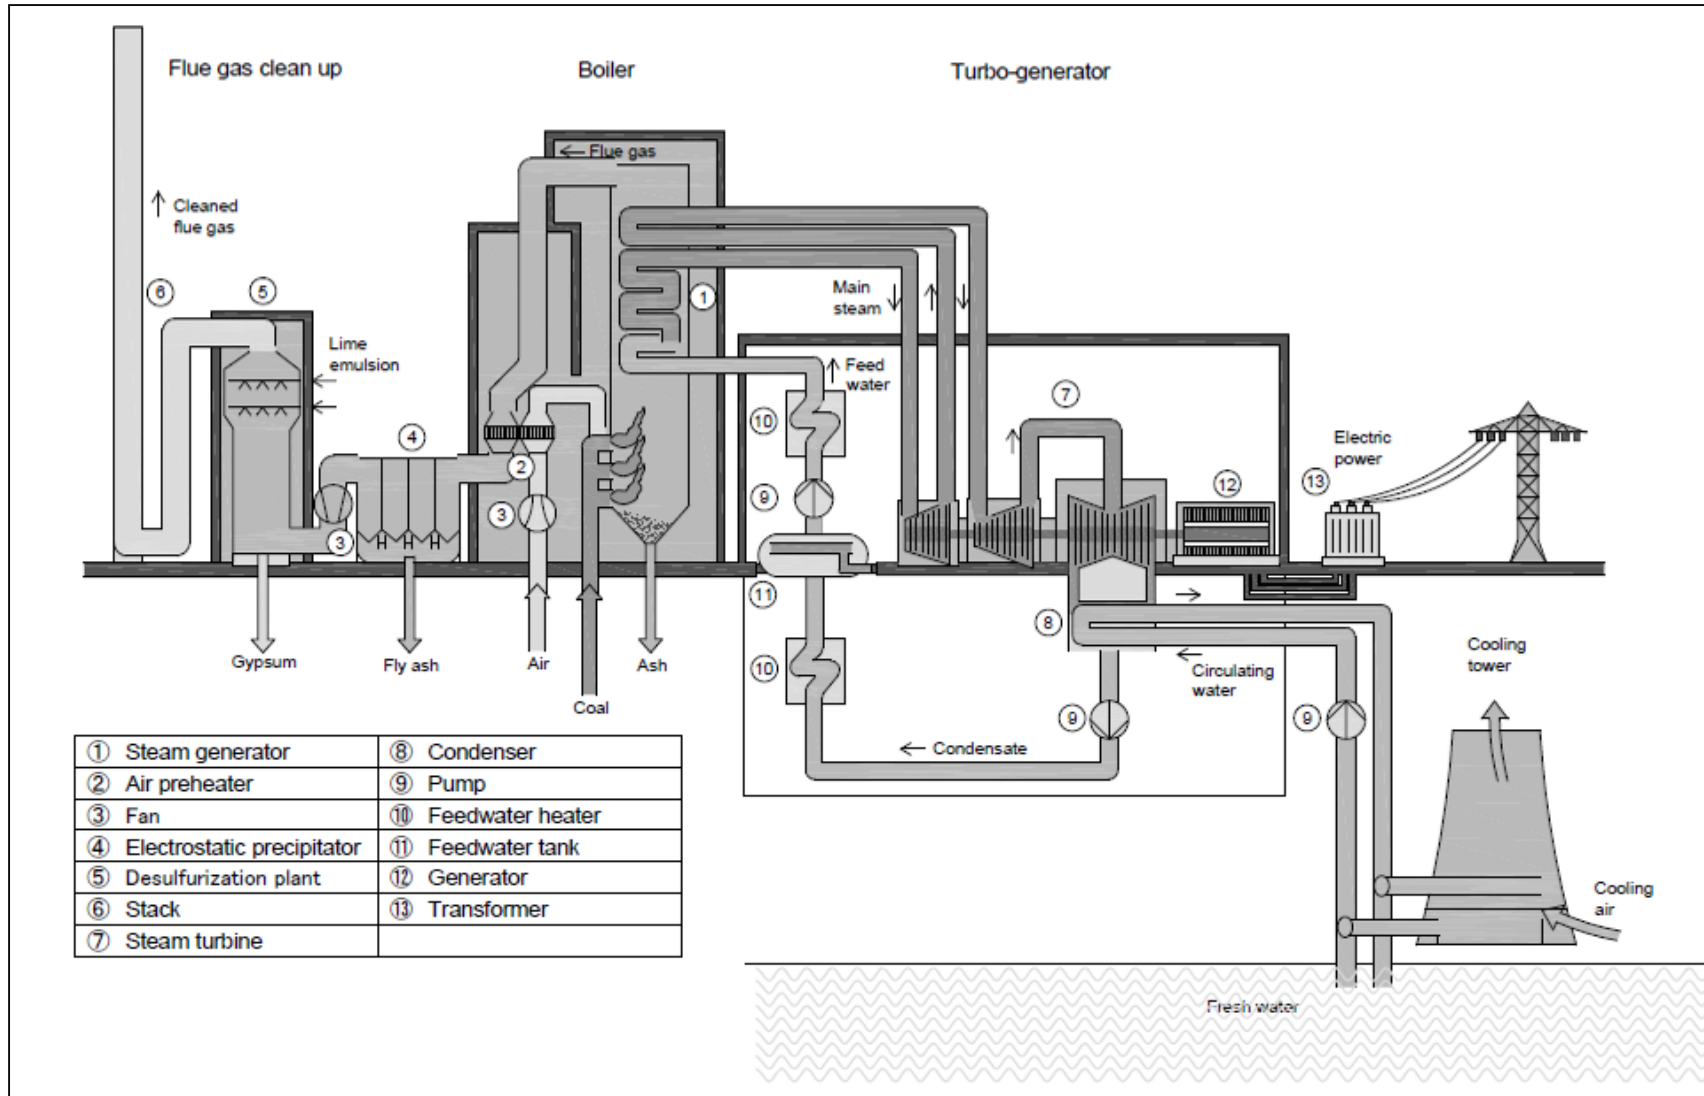 Flue gas clean up
Boiler
Turbo-generator
← Flue gas
↑ Cleaned
flue gas
⑥
⑤
①
Main
steam
Lime
emulsion
Feed
water
⑦
④
⑩
Electric
power
②
⑨
⑫
⑬
③
③
⑪
⑧
Gypsum
Fly ash
Air
Ash
⑩
Circulating
water
Cooling
tower
Coal
⑨
⑨
← Condensate
① Steam generator
⑧ Condenser
② Air preheater
⑨ Pump
③ Fan
⑩ Feedwater heater
④ Electrostatic precipitator
⑪ Feedwater tank
⑤ Desulfurization plant
⑫ Generator
⑥ Stack
⑬ Transformer
⑦ Steam turbine
Cooling
air
Fresh water